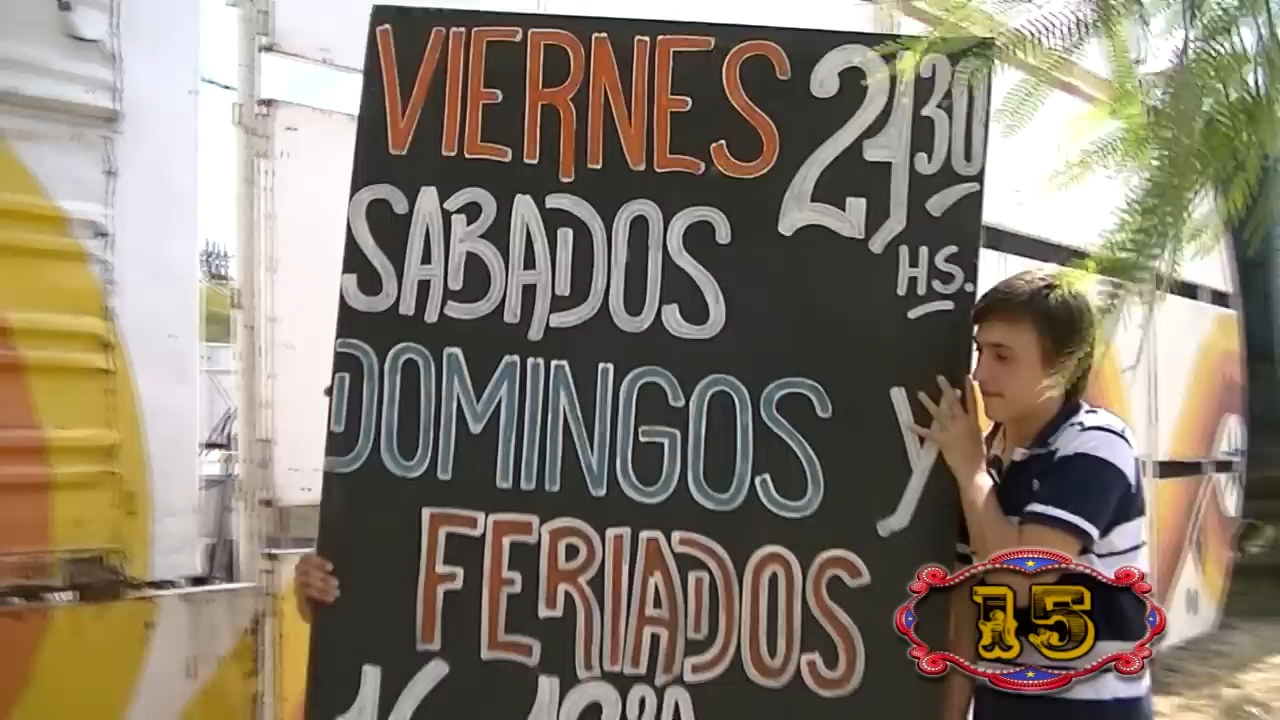 VIERNES 21'30
HS.
SABADOS
DOMINGOS y
FERIADOS
15